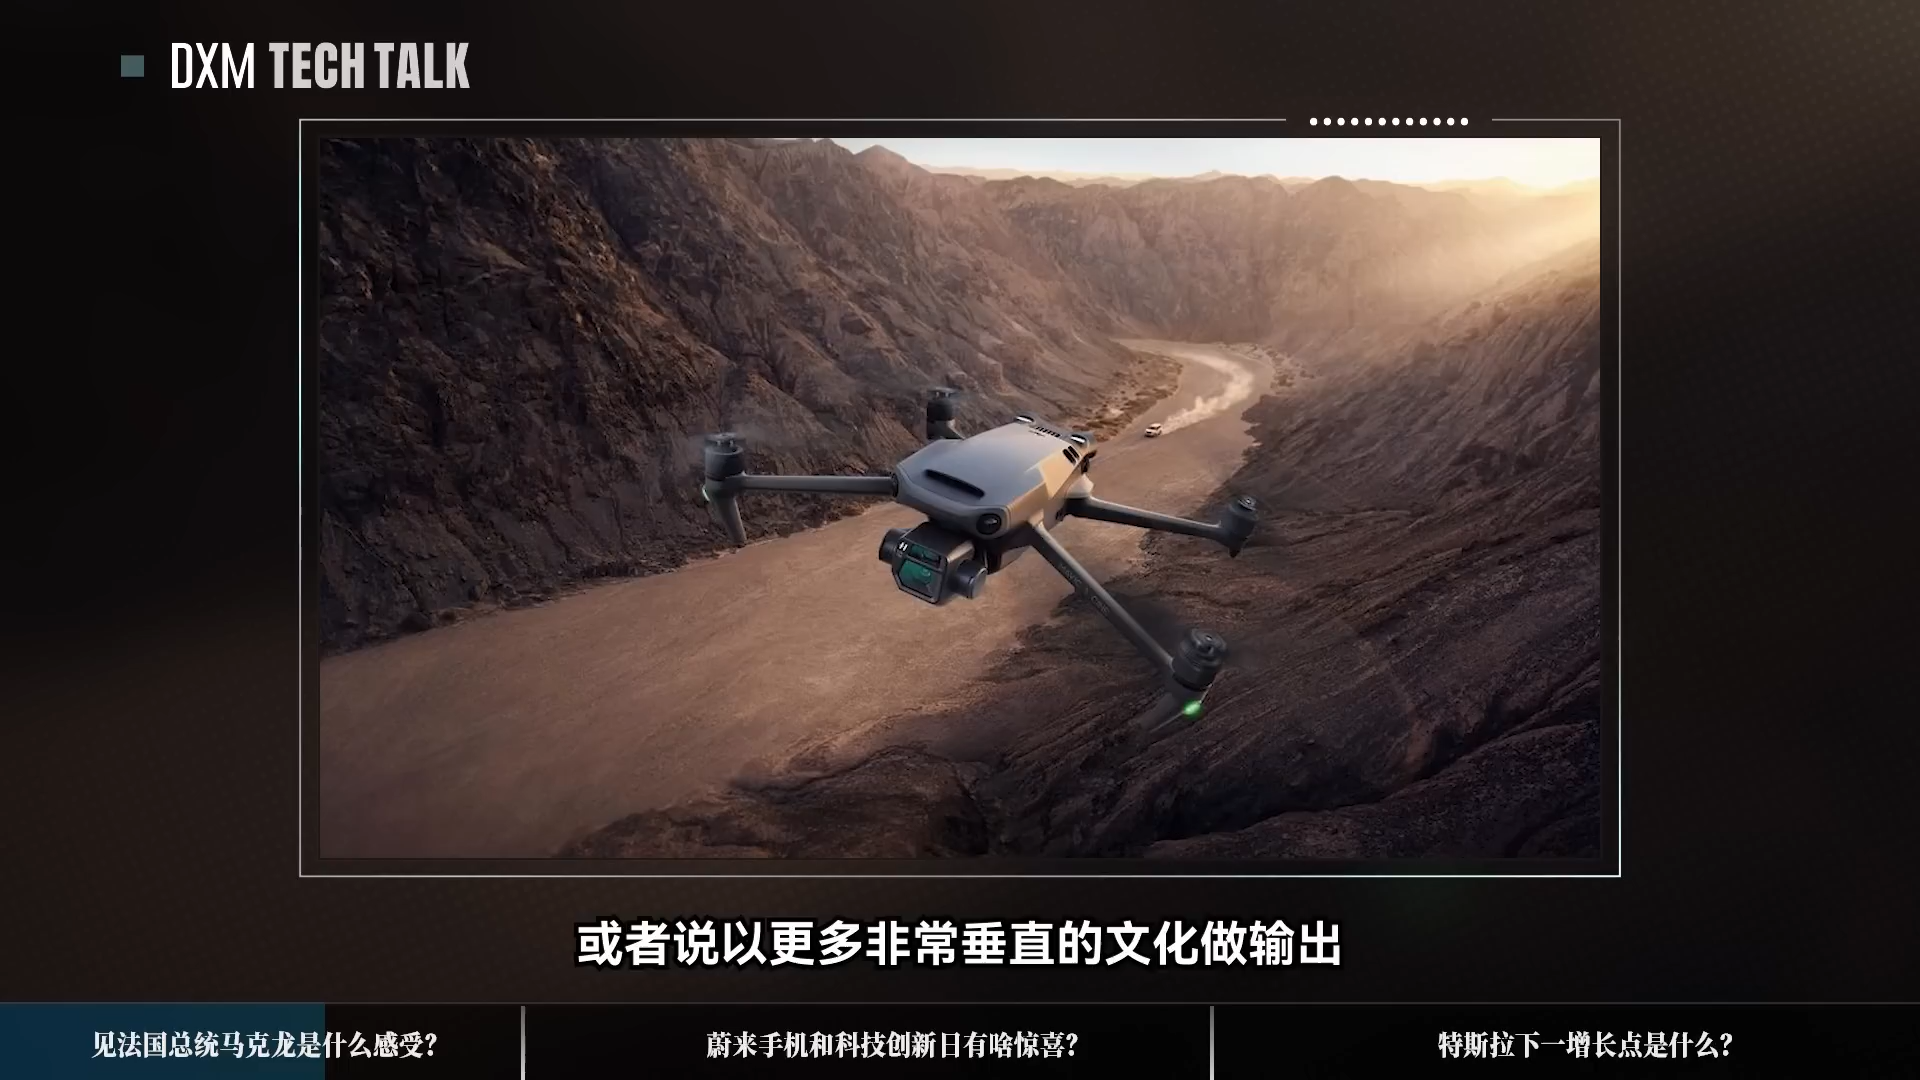 DXM TECH TALK
或者说以更多非常垂直的文化做输出
见法国总统马克龙是什么感受？
蔚来手机和科技创新日有啥惊喜？
特斯拉下一增长点是什么？